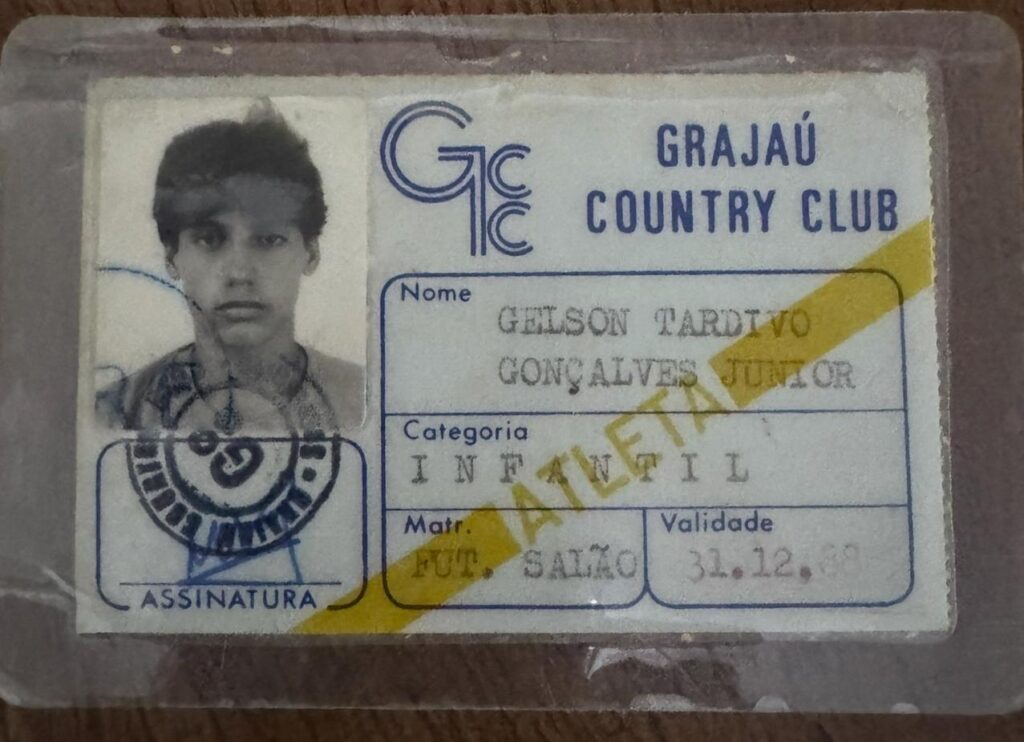 GCC
GRAJAÚ
COUNTRY CLUB
Nome
GELSON TARDIVO
GONÇALVES JUNIOR
Categoria
INFANTIL
ATLETA
Matr.
FUT. SALÃO
Validade
31.12.88
ASSINATURA